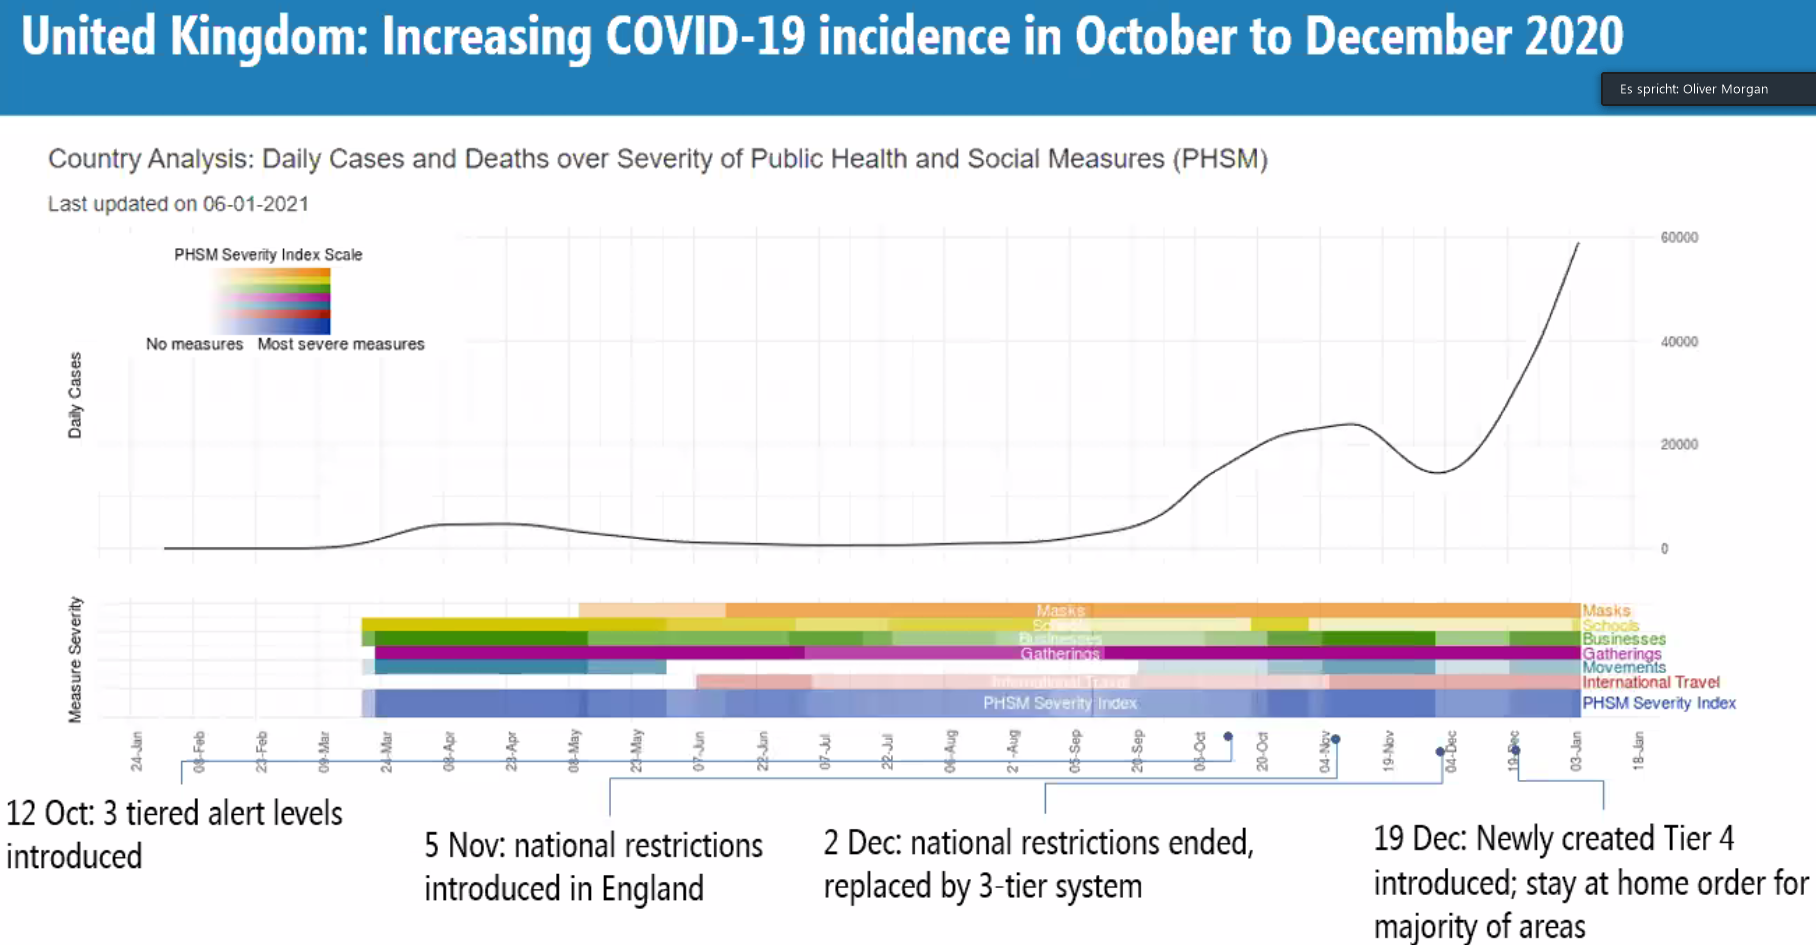 United Kingdom: Increasing COVID-19 incidence in October to December 2020
Es spricht: Oliver Morgan
Country Analysis: Daily Cases and Deaths over Severity of Public Health and Social Measures (PHSM)
Last updated on 06-01-2021
PHSM Severity Index Scale
No measures Most severe measures
Daily Cases
60000
40000
20000
0
Measure Severity
Masks
Schools
Businesses
Gatherings
International Travel
PHSM Severity Index
Masks
Schools
Businesses
Gatherings
Movements
International Travel
PHSM Severity Index
24-Jan
08-Feb
23-Feb
09-Mar
24-Mar
08-Apr
23-Apr
08-May
23-May
07-Jun
22-Jun
07-Jul
22-Jul
06-Aug
21-Aug
05-Sep
20-Sep
05-Oct
20-Oct
04-Nov
19-Nov
04-Dec
19-Dec
03-Jan
18-Jan
12 Oct: 3 tiered alert levels
introduced
5 Nov: national restrictions
introduced in England
2 Dec: national restrictions ended,
replaced by 3-tier system
19 Dec: Newly created Tier 4
introduced; stay at home order for
majority of areas